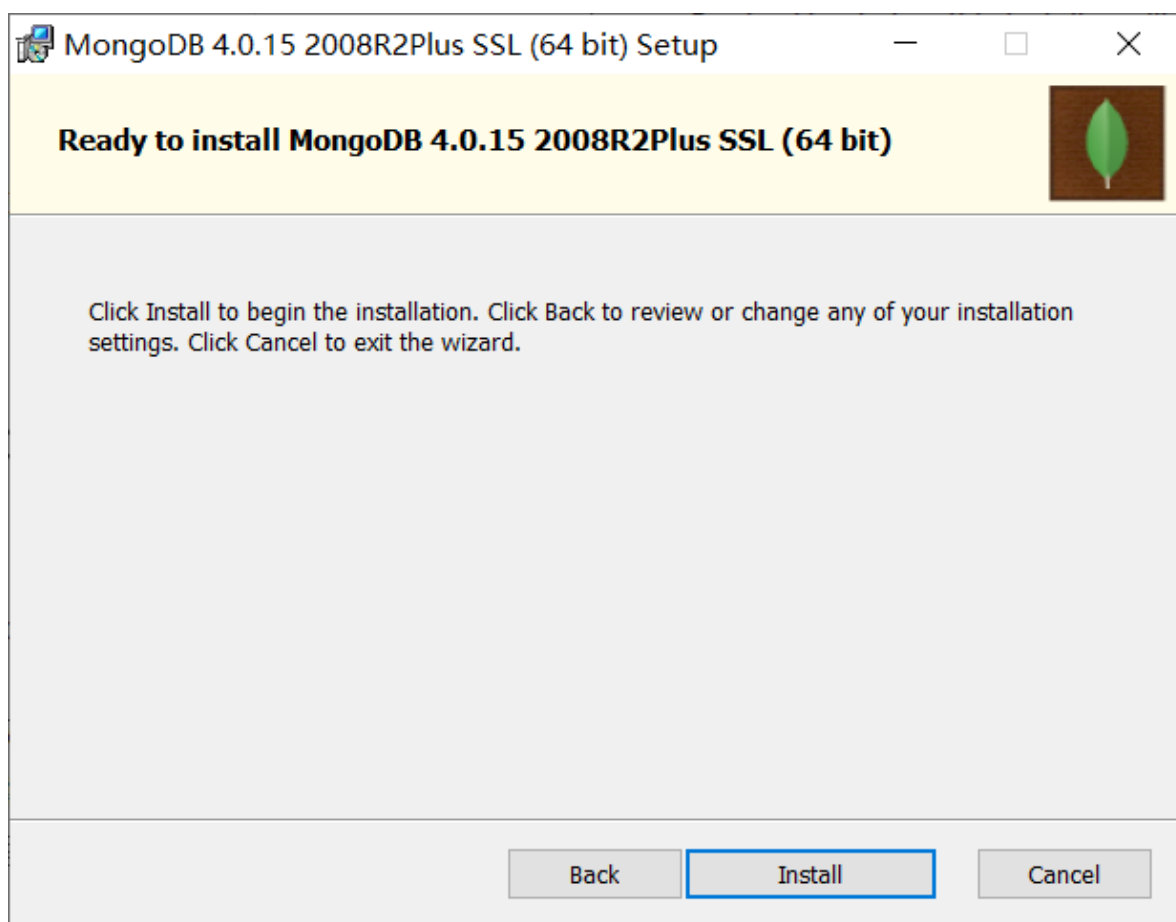 MongoDB 4.0.15 2008R2Plus SSL (64 bit) Setup
Ready to install MongoDB 4.0.15 2008R2Plus SSL (64 bit)
Click Install to begin the installation. Click Back to review or change any of your installation
settings. Click Cancel to exit the wizard.
Back
Install
Cancel